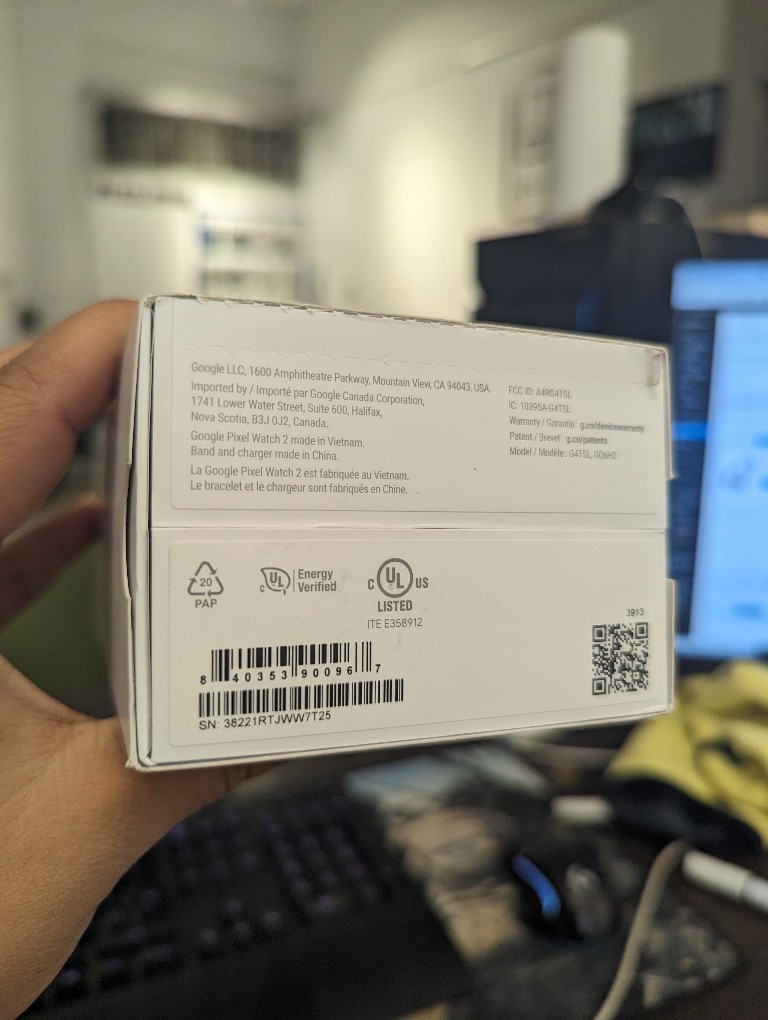 Google LLC, 1600 Amphitheatre Parkway, Mountain View, CA 94043, USA.
Imported by / Importé par Google Canada Corporation,
1741 Lower Water Street, Suite 600, Halifax,
Nova Scotia, B3J 0J2, Canada.
Google Pixel Watch 2 made in Vietnam.
Band and charger made in China.
La Google Pixel Watch 2 est fabriquée au Vietnam.
Le bracelet et le chargeur sont fabriqués en Chine.
FCC ID: A4RG4TSL
IC: 10395A-G4TSL
Warranty / Garantie : g.co/devicewarranty
Patent / Brevet : g.co/patents
Model / Modèle : G4TSL, GQ6H2
20
PAP
c UL
Energy
Verified
C UL US
LISTED
ITE E358912
3913
8 40353 90096 7
SN: 38221RTJWW7T25